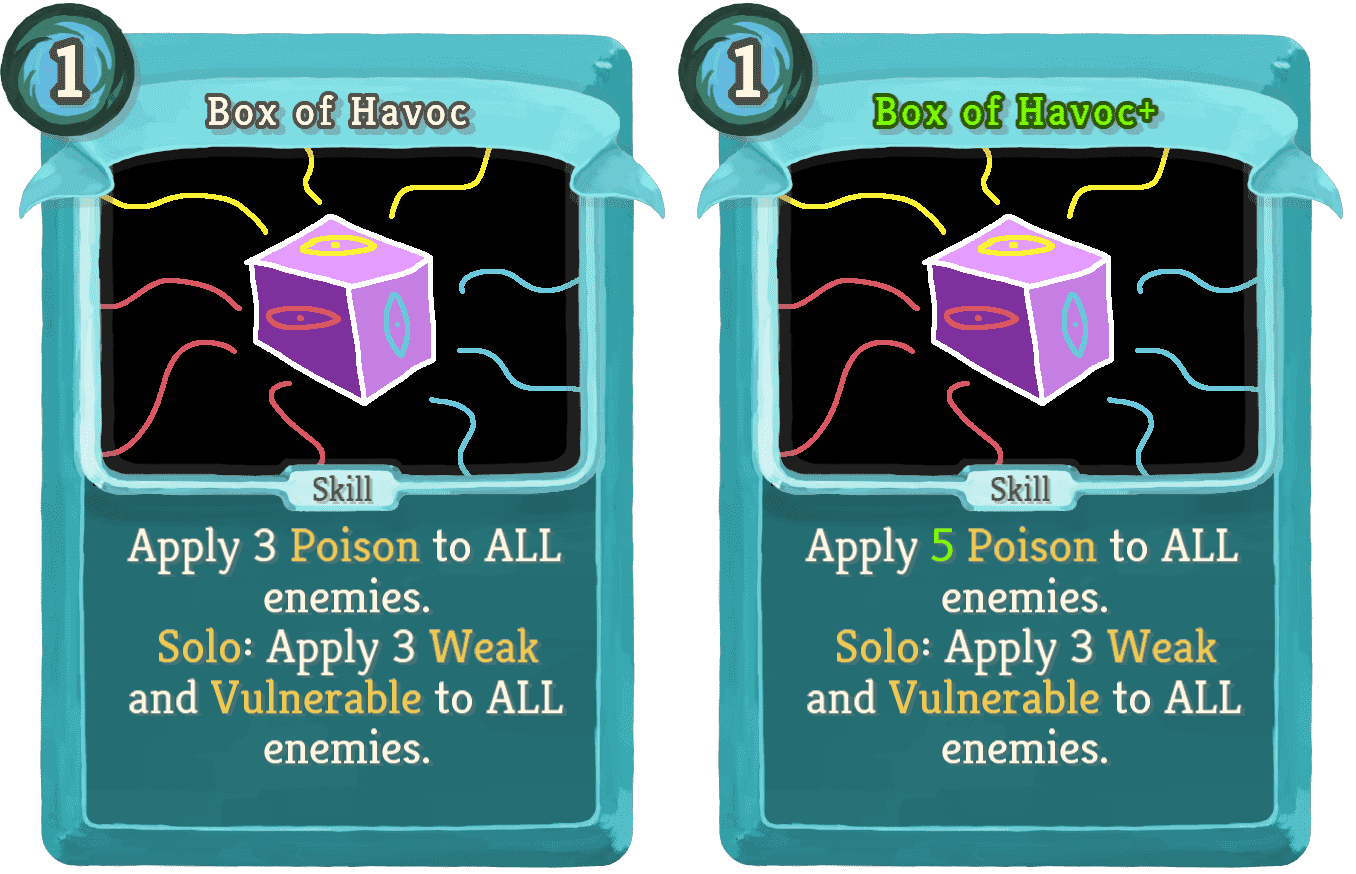 1
Box of Havoc
Skill
Apply 3 Poison to ALL
enemies.
Solo: Apply 3 Weak
and Vulnerable to ALL
enemies.
1
Box of Havoc+
Skill
Apply 5 Poison to ALL
enemies.
Solo: Apply 3 Weak
and Vulnerable to ALL
enemies.